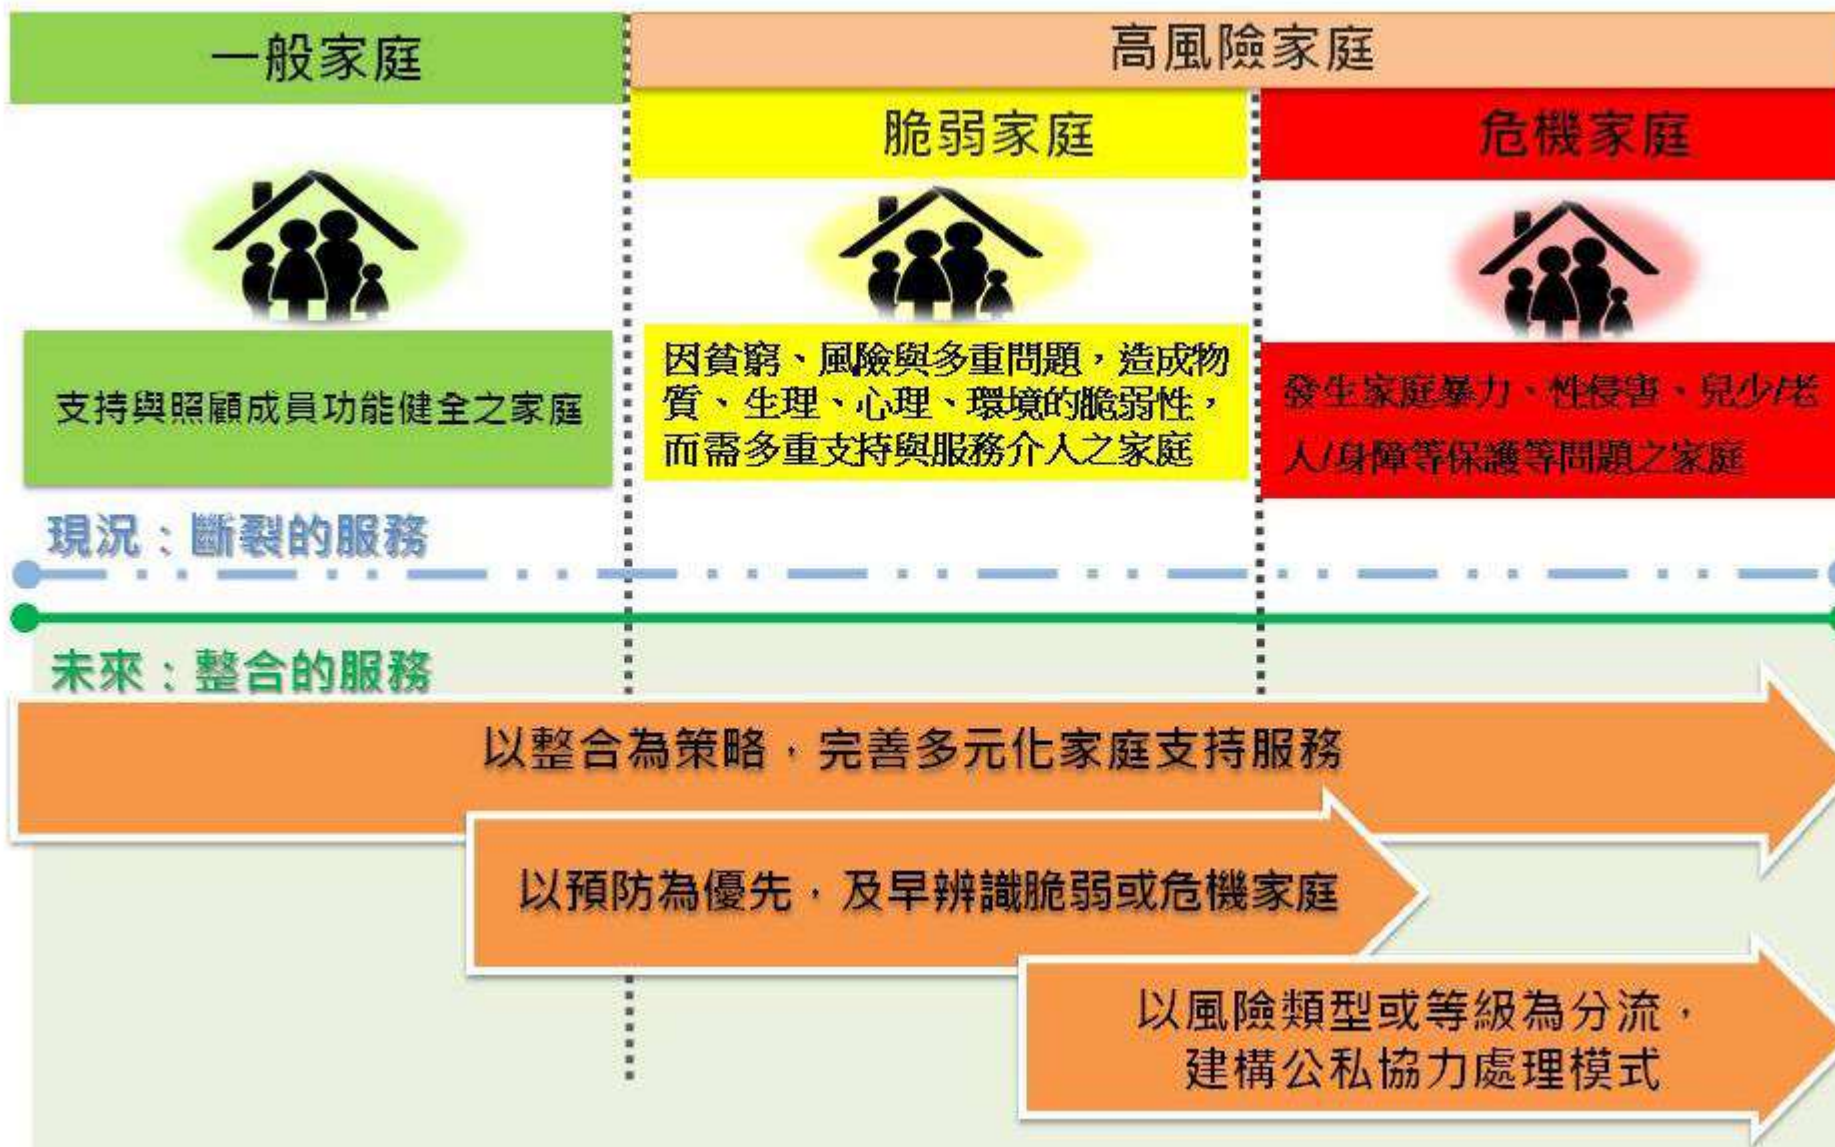 一般家庭
高風險家庭
脆弱家庭
危機家庭
支持與照顧成員功能健全之家庭
因貧窮、風險與多重問題，造成物
質、生理、心理、環境的脆弱性，
而需多重支持與服務介入之家庭
發生家庭暴力、性侵害、兒少/老
人/身障等保護等問題之家庭
現況：斷裂的服務
未來：整合的服務
以整合為策略，完善多元化家庭支持服務
以預防為優先，及早辨識脆弱或危機家庭
以風險類型或等級為分流，
建構公私協力處理模式